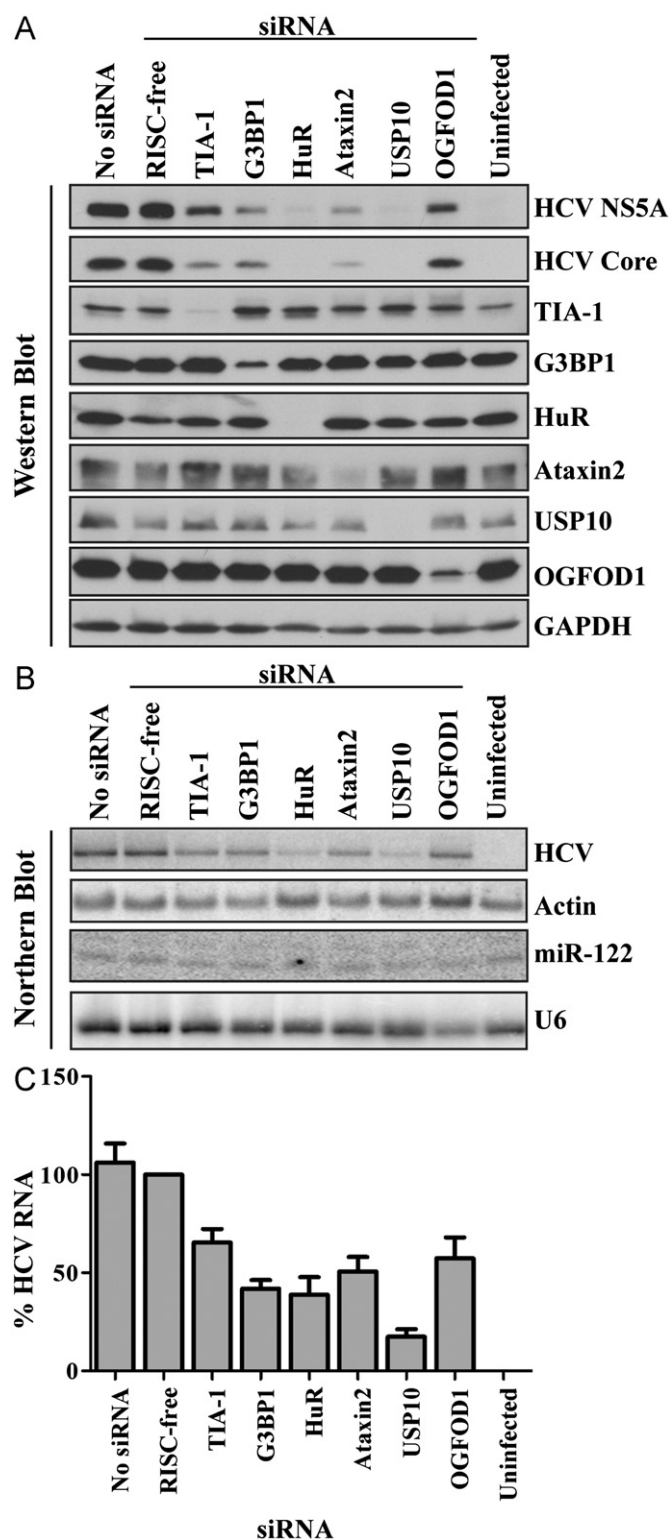 A
siRNA
No siRNA
RISC-free
TIA-1
G3BP1
HuR
Ataxin2
USP10
OGFOD1
Uninfected
Western Blot
HCV NS5A
HCV Core
TIA-1
G3BP1
HuR
Ataxin2
USP10
OGFOD1
GAPDH
B
siRNA
No siRNA
RISC-free
TIA-1
G3BP1
HuR
Ataxin2
USP10
OGFOD1
Uninfected
Northern Blot
HCV
Actin
miR-122
U6
C
% HCV RNA
150
100
50
0
No siRNA
RISC-free
TIA-1
G3BP1
HuR
Ataxin2
USP10
OGFOD1
Uninfected
siRNA